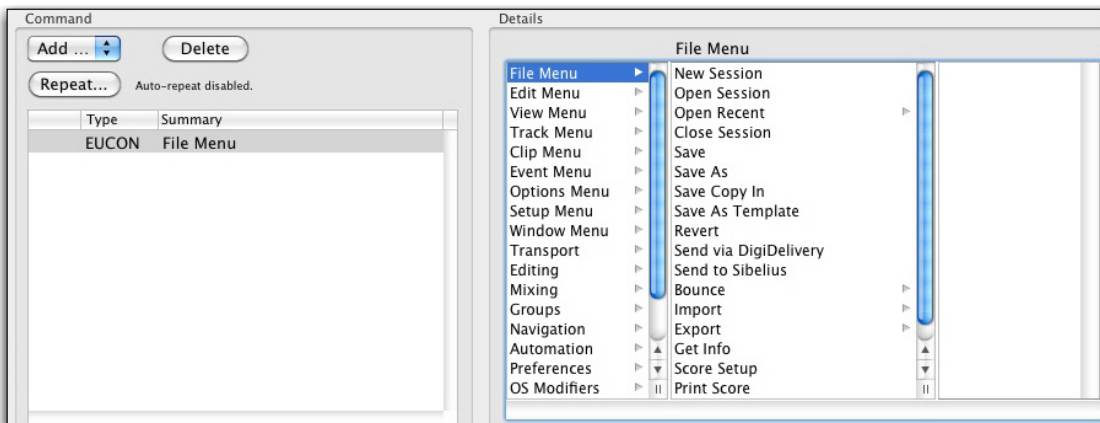 Command
Add ...
Delete
Repeat...
Auto-repeat disabled.
Type Summary
EUCON File Menu
Details
File Menu
File Menu
Edit Menu
View Menu
Track Menu
Clip Menu
Event Menu
Options Menu
Setup Menu
Window Menu
Transport
Editing
Mixing
Groups
Navigation
Automation
Preferences
OS Modifiers
New Session
Open Session
Open Recent
Close Session
Save
Save As
Save Copy In
Save As Template
Revert
Send via DigiDelivery
Send to Sibelius
Bounce
Import
Export
Get Info
Score Setup
Print Score